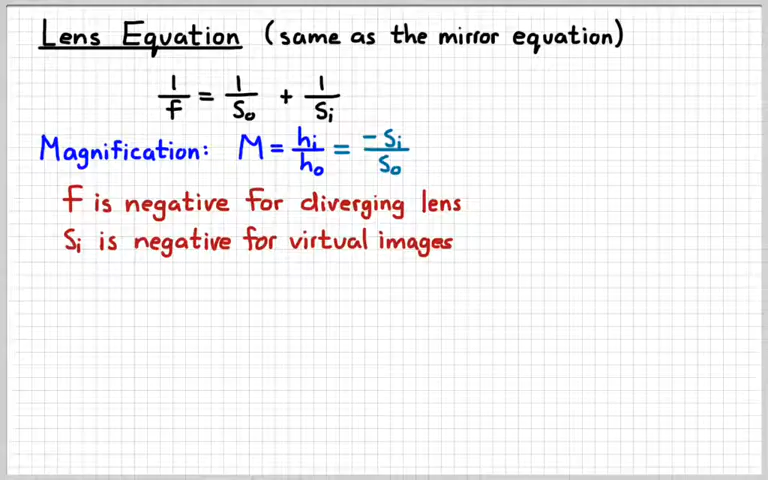 Lens Equation (same as the mirror equation)
1/f = 1/So + 1/Si
Magnification: M = hi/ho = -Si/So
f is negative for diverging lens
Si is negative for virtual images